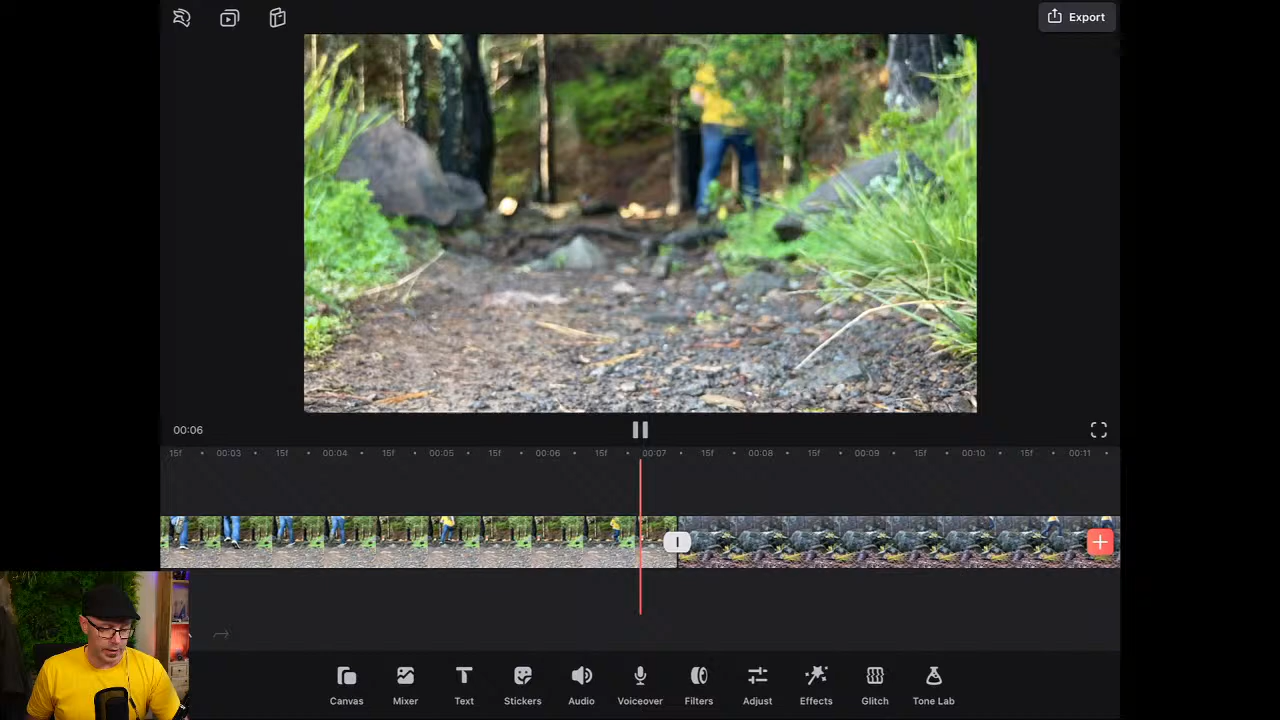 Export
00:06
15f 00:03 15f 00:04 15f 00:05 15f 00:06 15f 00:07 15f 00:08 15f 00:09 15f 00:10 15f 00:11
Canvas Mixer Text Stickers Audio Voiceover Filters Adjust Effects Glitch Tone Lab